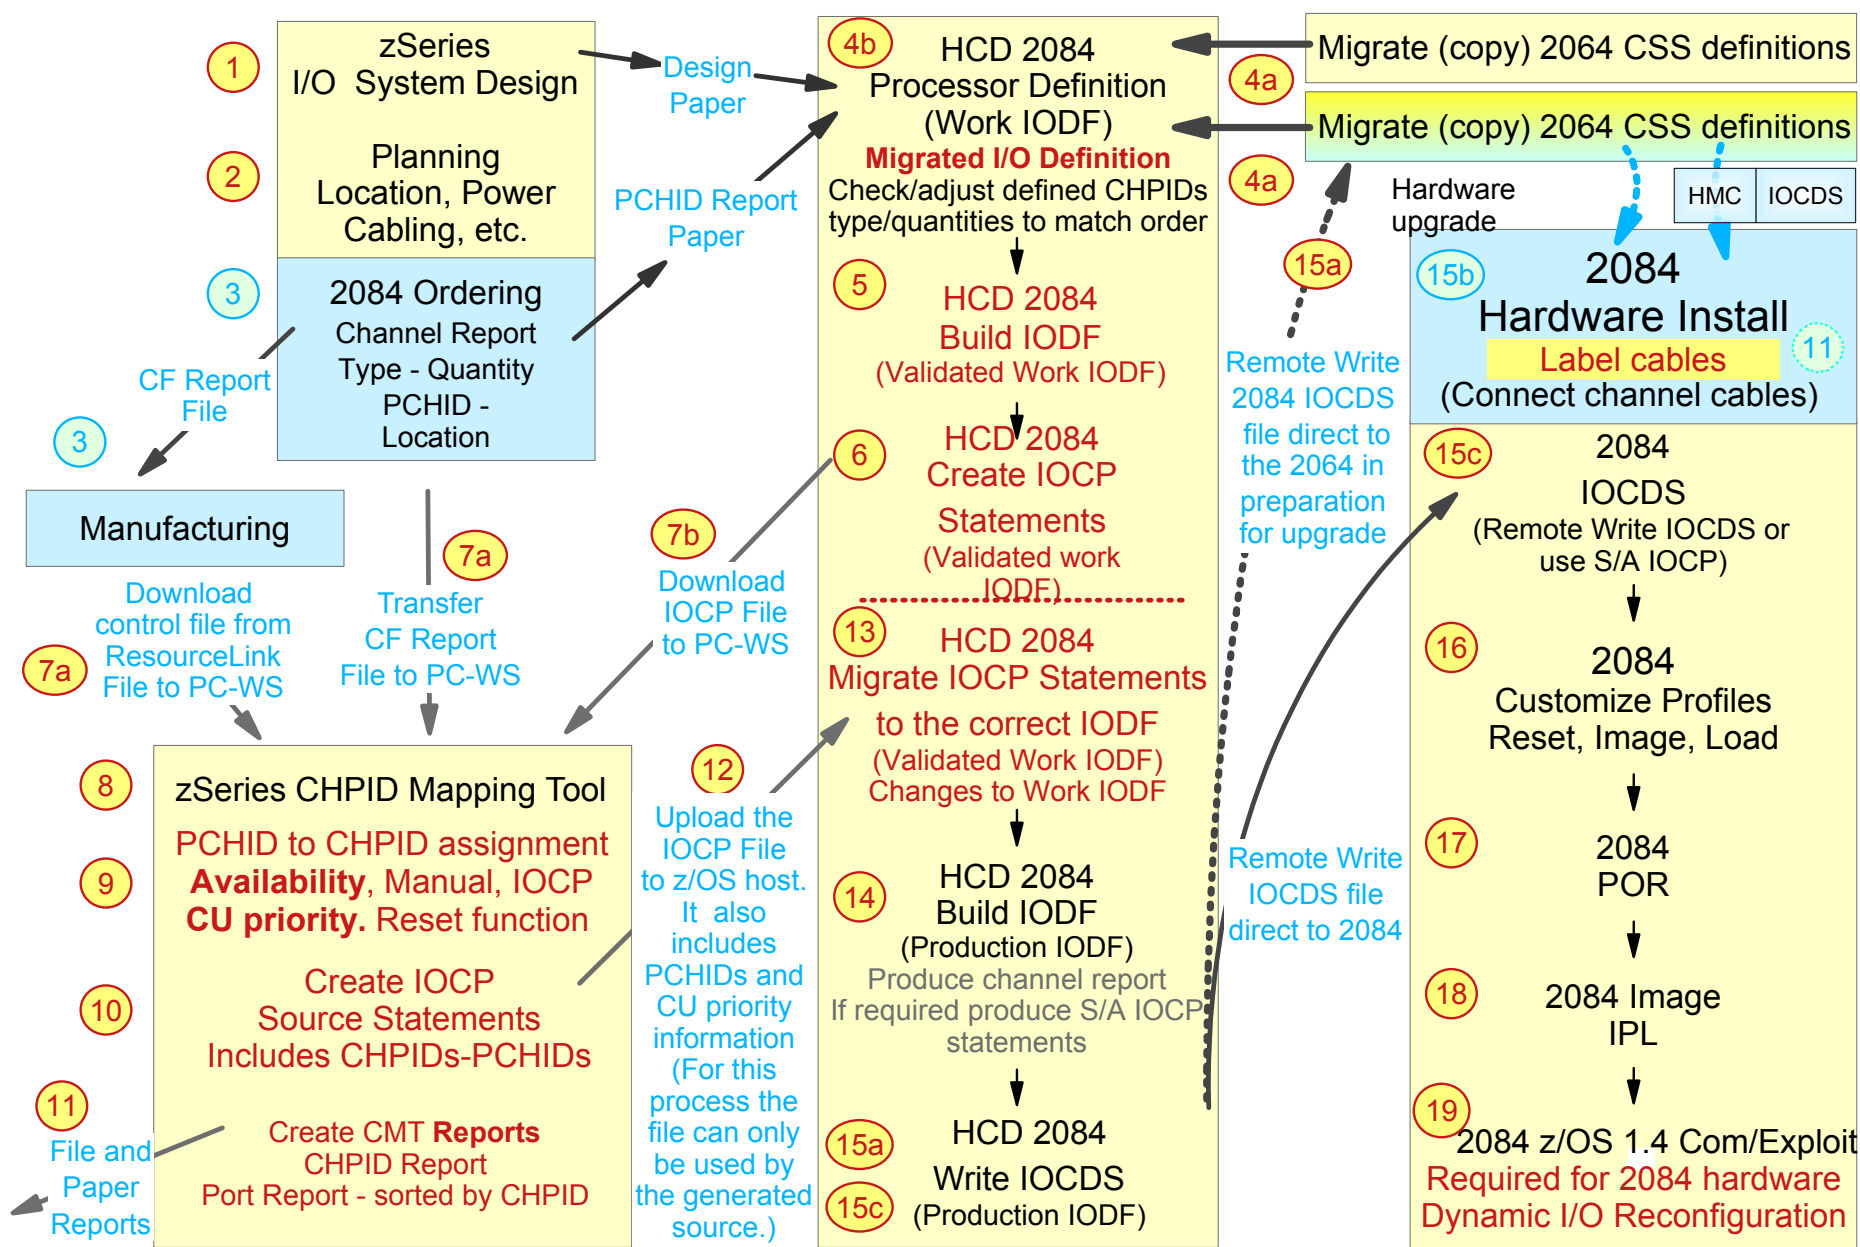 1
zSeries
I/O System Design
2
Planning
Location, Power
Cabling, etc.
3
2084 Ordering
Channel Report
Type - Quantity
PCHID -
Location
Design
Paper
PCHID Report
Paper
CF Report
File
3
Manufacturing
7a
Download
control file from
ResourceLink
File to PC-WS
7a
Transfer
CF Report
File to PC-WS
7b
Download
IOCP File
to PC-WS
8
zSeries CHPID Mapping Tool
9
PCHID to CHPID assignment
Availability, Manual, IOCP
CU priority. Reset function
10
Create IOCP
Source Statements
Includes CHPIDs-PCHIDs
11
Create CMT Reports
CHPID Report
Port Report - sorted by CHPID
File and
Paper
Reports
12
Upload the
IOCP File
to z/OS host.
It also
includes
PCHIDs and
CU priority
information
(For this
process the
file can only
be used by
the generated
source.)
4b
HCD 2084
Processor Definition
(Work IODF)
Migrated I/O Definition
Check/adjust defined CHPIDs
type/quantities to match order
5
HCD 2084
Build IODF
(Validated Work IODF)
6
HCD 2084
Create IOCP
Statements
(Validated work
IODF)
13
HCD 2084
Migrate IOCP Statements
to the correct IODF
(Validated Work IODF)
Changes to Work IODF
14
HCD 2084
Build IODF
(Production IODF)
Produce channel report
If required produce S/A IOCP
statements
15a
HCD 2084
Write IOCDS
15c
(Production IODF)
4a
Migrate (copy) 2064 CSS definitions
4a
Migrate (copy) 2064 CSS definitions
Hardware
upgrade
HMC
IOCDS
15a
Remote Write
2084 IOCDS
file direct to
the 2064 in
preparation
for upgrade
Remote Write
IOCDS file
direct to 2084
15b
2084
Hardware Install
Label cables
11
(Connect channel cables)
15c
2084
IOCDS
(Remote Write IOCDS or
use S/A IOCP)
16
2084
Customize Profiles
Reset, Image, Load
17
2084
POR
18
2084 Image
IPL
19
2084 z/OS 1.4 Com/Exploit
Required for 2084 hardware
Dynamic I/O Reconfiguration